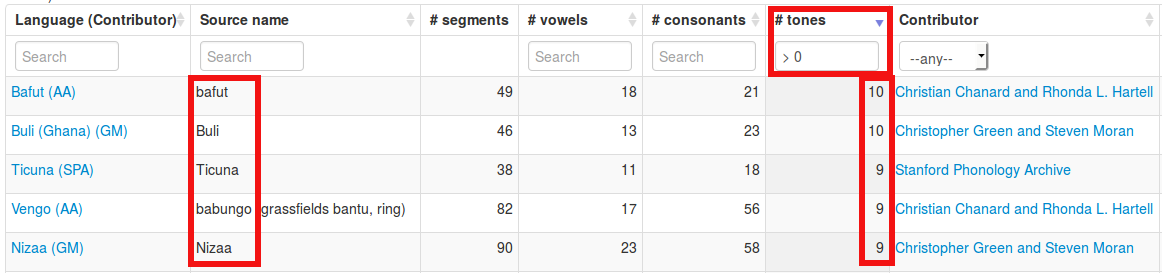 Language (Contributor) Source name # segments # vowels # consonants # tones Contributor
Search Search Search Search > 0 --any--
Bafut (AA) bafut 49 18 21 10 Christian Chanard and Rhonda L. Hartell
Buli (Ghana) (GM) Buli 46 13 23 10 Christopher Green and Steven Moran
Ticuna (SPA) Ticuna 38 11 18 9 Stanford Phonology Archive
Vengo (AA) babungo (grassfields bantu, ring) 82 17 56 9 Christian Chanard and Rhonda L. Hartell
Nizaa (GM) Nizaa 90 23 58 9 Christopher Green and Steven Moran